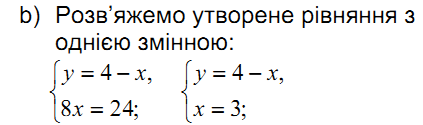 b) Розв’яжемо утворене рівняння з
однією змінною:
{y = 4 – x, {y = 4 – x,
{8x = 24; {x = 3;